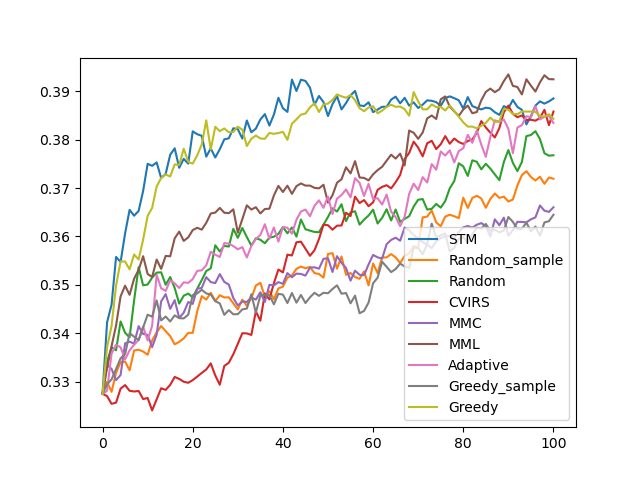 0.39
0.38
0.37
0.36
0.35
0.34
0.33
0 20 40 60 80 100
STM
Random_sample
Random
CVIRS
MMC
MML
Adaptive
Greedy_sample
Greedy